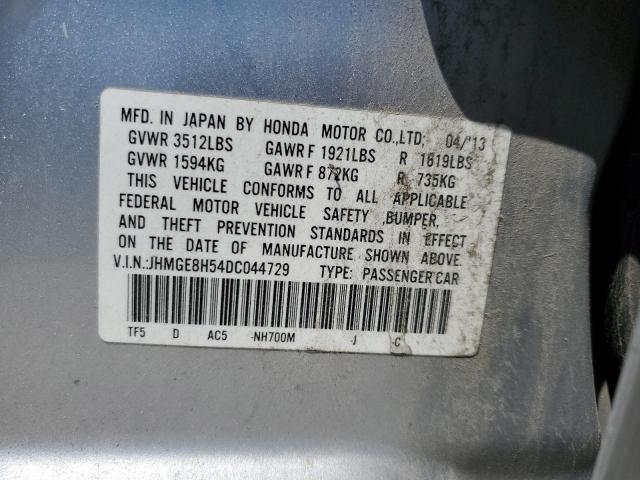 MFD. IN JAPAN BY HONDA MOTOR CO.,LTD; 04/'13
GVWR 3512LBS GAWR F 1921LBS R 1619LBS
GVWR 1594KG GAWR F 872KG R 735KG
THIS VEHICLE CONFORMS TO ALL APPLICABLE
FEDERAL MOTOR VEHICLE SAFETY ,BUMPER,
AND THEFT PREVENTION STANDARDS IN EFFECT
ON THE DATE OF MANUFACTURE SHOWN ABOVE.
V.I.N.:JHMGE8H54DC044729 TYPE: PASSENGER CAR
TF5 D AC5 -NH700M -J -C